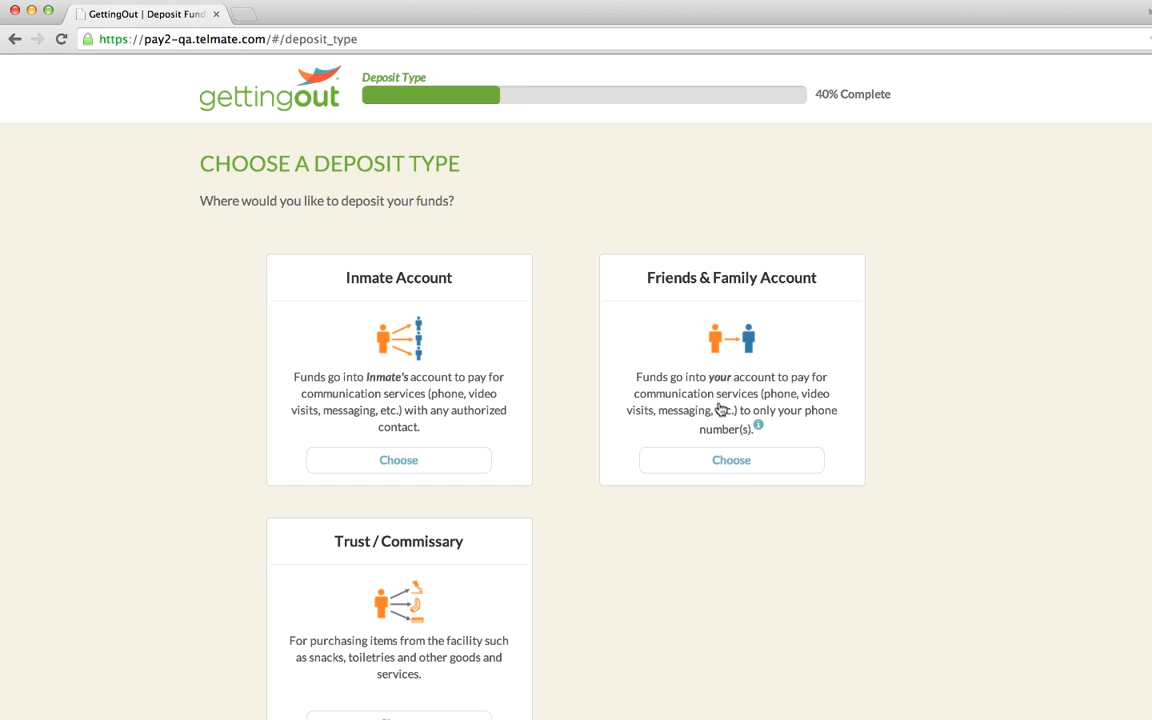 GettingOut | Deposit Fund
https://pay2-qa.telmate.com/#/deposit_type
gettingout
Deposit Type
40% Complete
CHOOSE A DEPOSIT TYPE
Where would you like to deposit your funds?
Inmate Account
Funds go into Inmate's account to pay for
communication services (phone, video
visits, messaging, etc.) with any authorized
contact.
Choose
Friends & Family Account
Funds go into your account to pay for
communication services (phone, video
visits, messaging, etc.) to only your phone
number(s).
Choose
Trust / Commissary
For purchasing items from the facility such
as snacks, toiletries and other goods and
services.